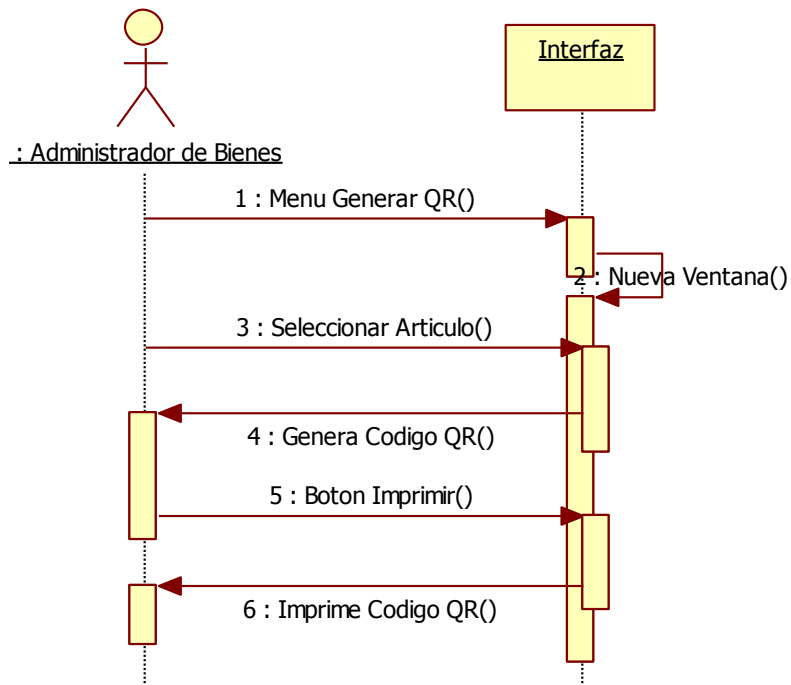 Interfaz
: Administrador de Bienes
1 : Menu Generar QR()
2 : Nueva Ventana()
3 : Seleccionar Articulo()
4 : Genera Codigo QR()
5 : Boton Imprimir()
6 : Imprime Codigo QR()